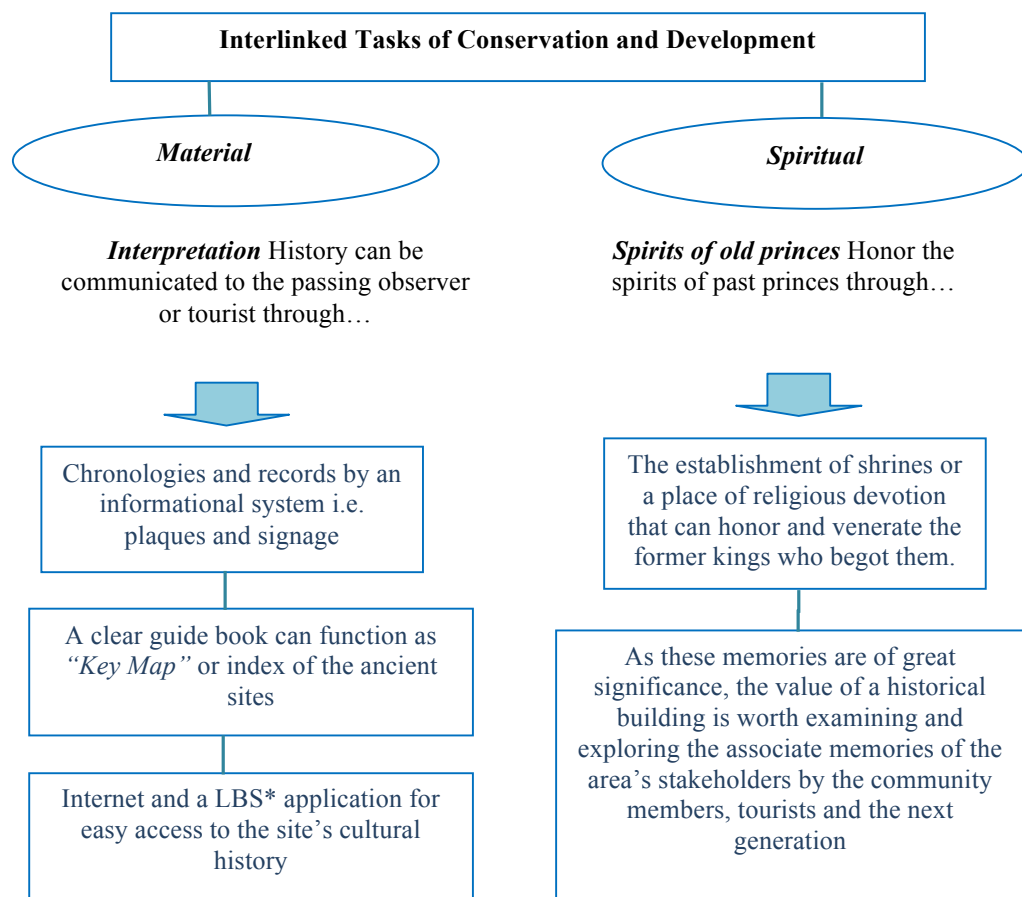 Interlinked Tasks of Conservation and Development
Material
Interpretation History can be
communicated to the passing observer
or tourist through…
Chronologies and records by an
informational system i.e.
plaques and signage
A clear guide book can function as
“Key Map” or index of the ancient
sites
Internet and a LBS* application for
easy access to the site’s cultural
history
Spiritual
Spirits of old princes Honor the
spirits of past princes through…
The establishment of shrines or
a place of religious devotion
that can honor and venerate the
former kings who begot them.
As these memories are of great
significance, the value of a historical
building is worth examining and
exploring the associate memories of the
area’s stakeholders by the community
members, tourists and the next
generation